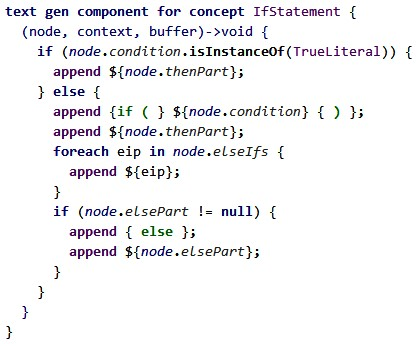 text gen component for concept IfStatement {
  (node, context, buffer)->void {
    if (node.condition.isInstanceOf(TrueLiteral)) {
      append ${node.thenPart};
    } else {
      append {if ( } ${node.condition} { ) };
      append ${node.thenPart};
      foreach eip in node.elseIfs {
        append ${eip};
      }
      if (node.elsePart != null) {
        append { else };
        append ${node.elsePart};
      }
    }
  }
}